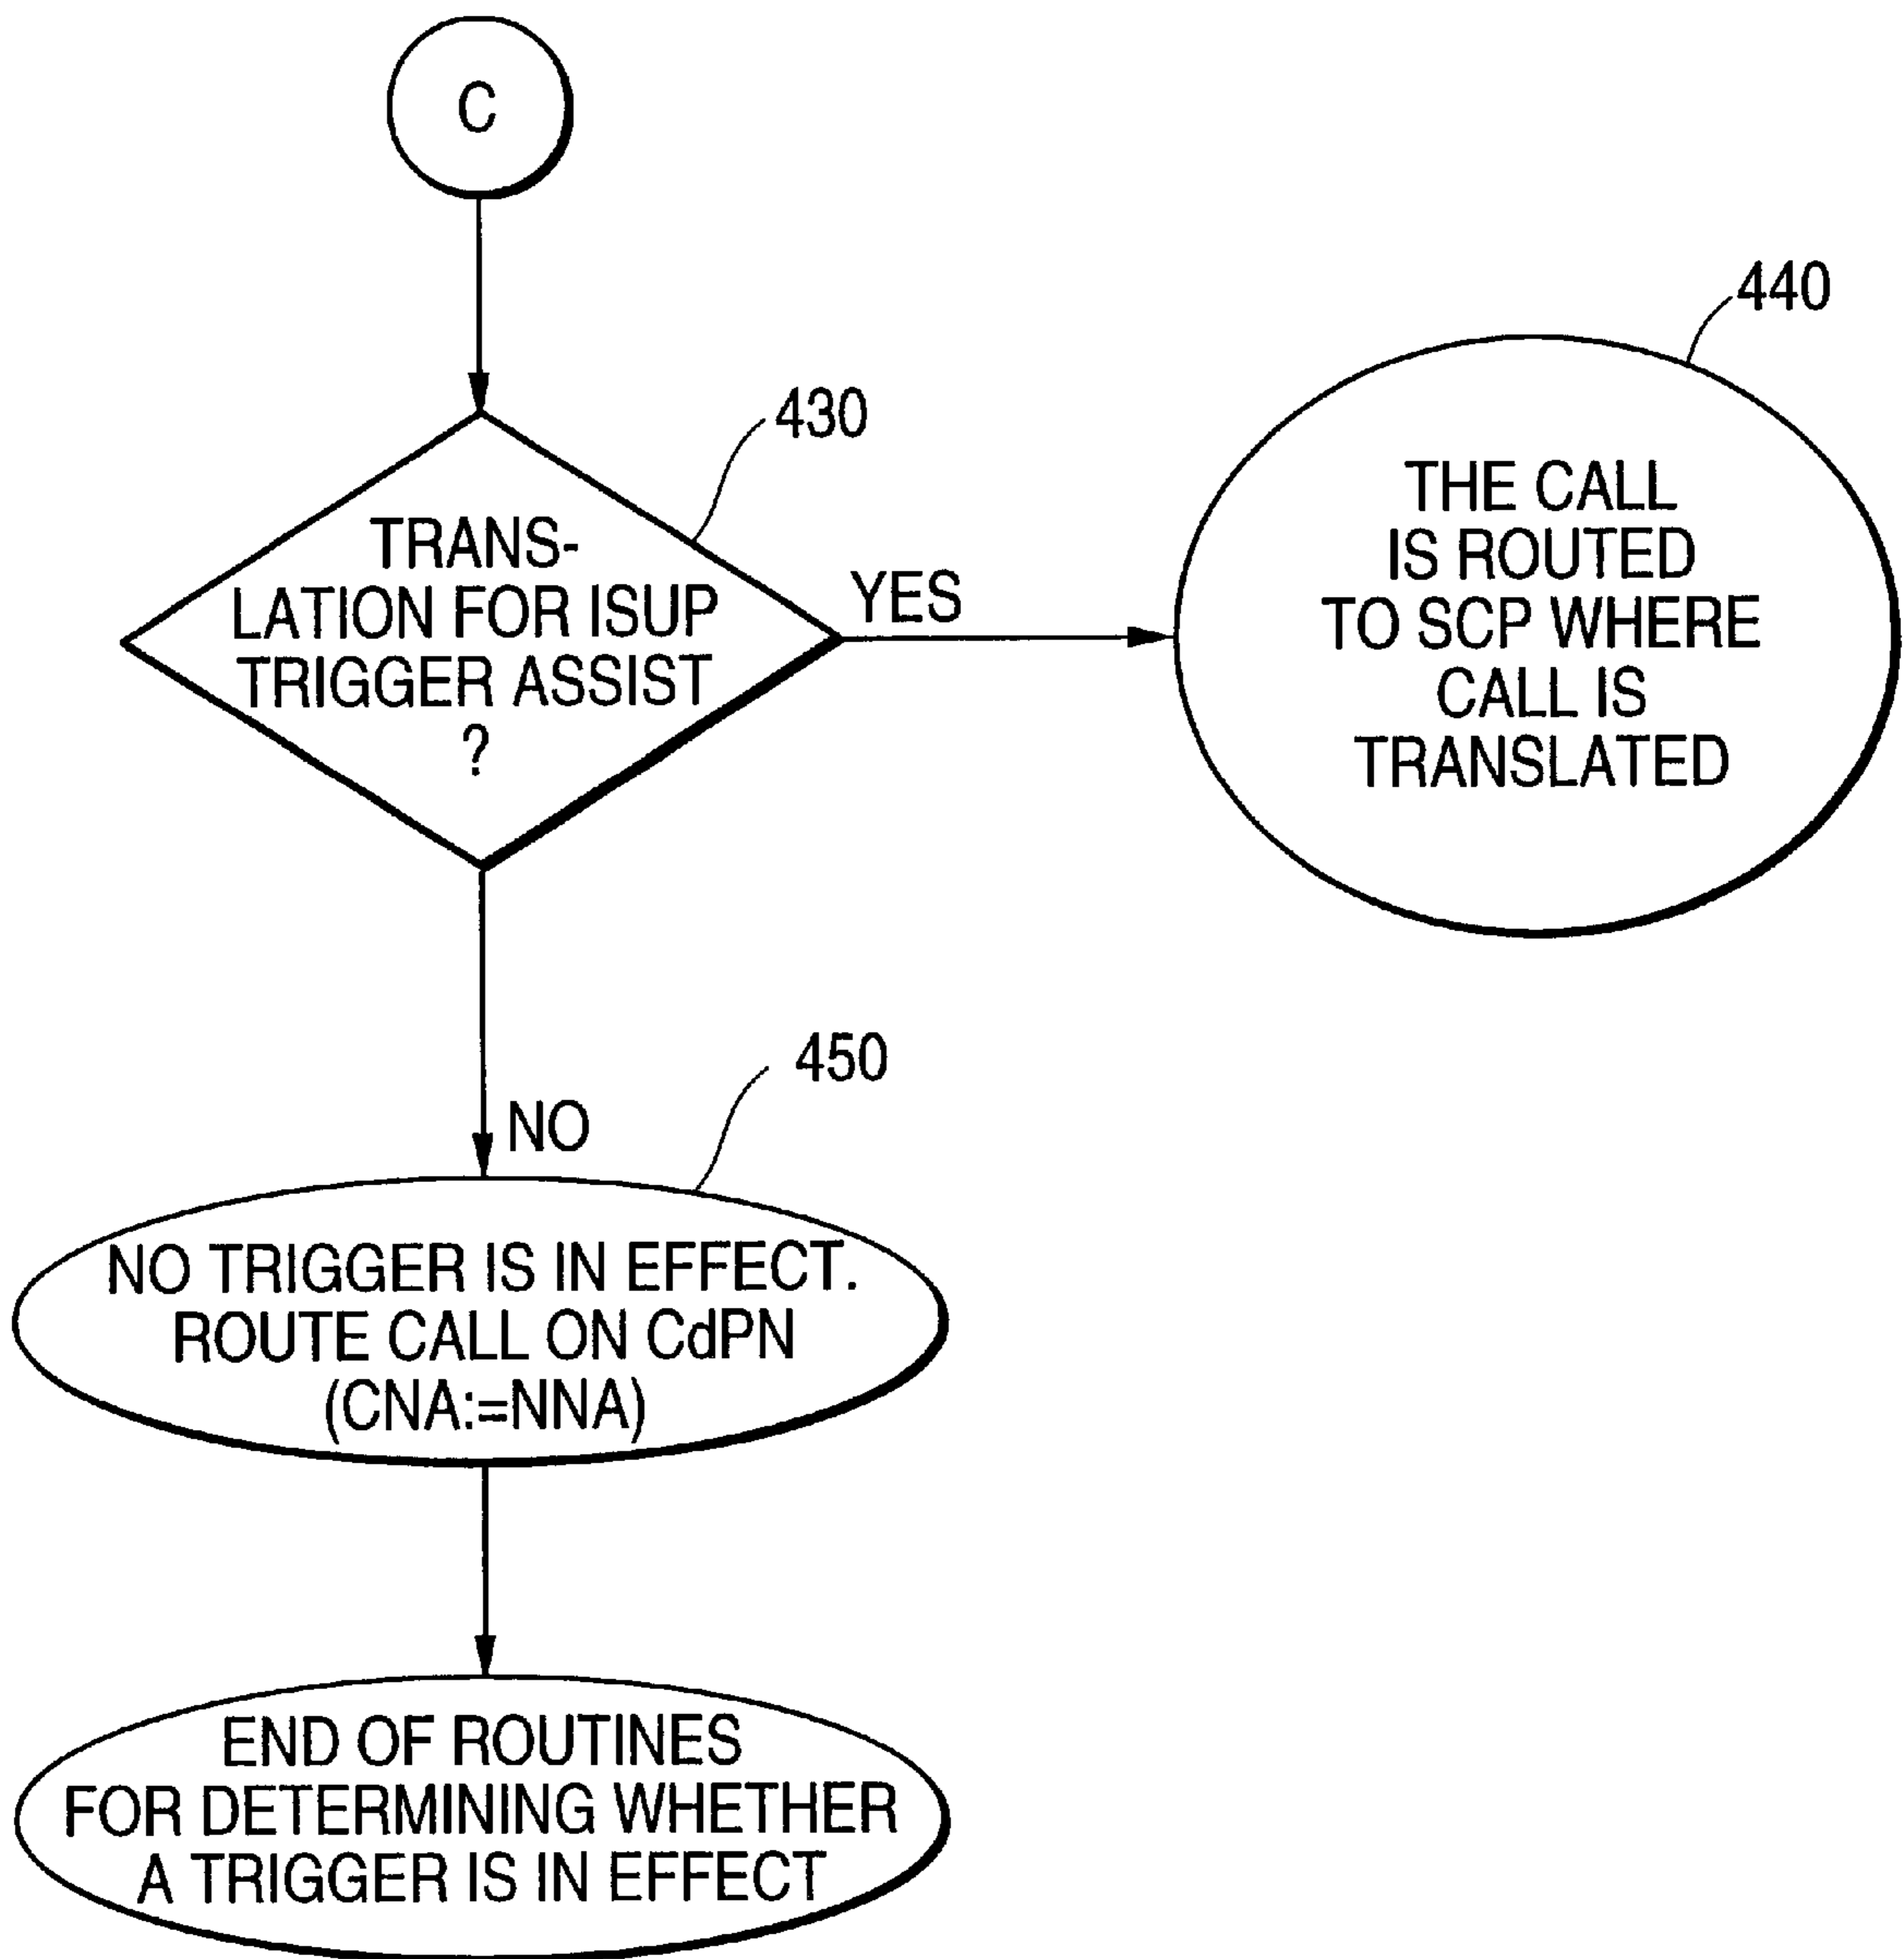 C
430
TRANS-
LATION FOR ISUP
TRIGGER ASSIST
?
YES
440
THE CALL
IS ROUTED
TO SCP WHERE
CALL IS
TRANSLATED
NO
450
NO TRIGGER IS IN EFFECT.
ROUTE CALL ON CdPN
(CNA:=NNA)
END OF ROUTINES
FOR DETERMINING WHETHER
A TRIGGER IS IN EFFECT